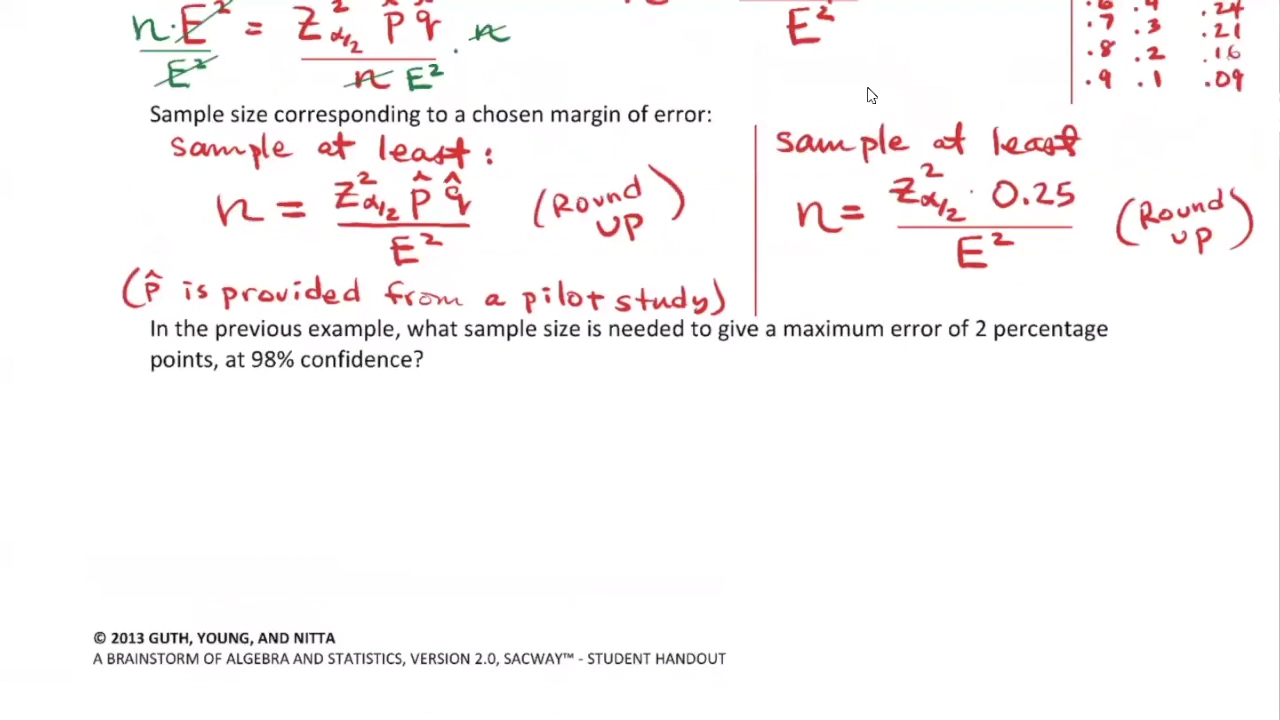 n·E² = Z²α/2 p̂ q̂ · n
E² n E²
E²
.6 .4 .24
.7 .3 .21
.8 .2 .16
.9 .1 .09
Sample size corresponding to a chosen margin of error:
sample at least:
n = Z²α/2 p̂ q̂ / E² (Round UP)
(p̂ is provided from a pilot study)
sample at least
n = Z²α/2 · 0.25 / E² (Round up)
In the previous example, what sample size is needed to give a maximum error of 2 percentage
points, at 98% confidence?
© 2013 GUTH, YOUNG, AND NITTA
A BRAINSTORM OF ALGEBRA AND STATISTICS, VERSION 2.0, SACWAY™ - STUDENT HANDOUT